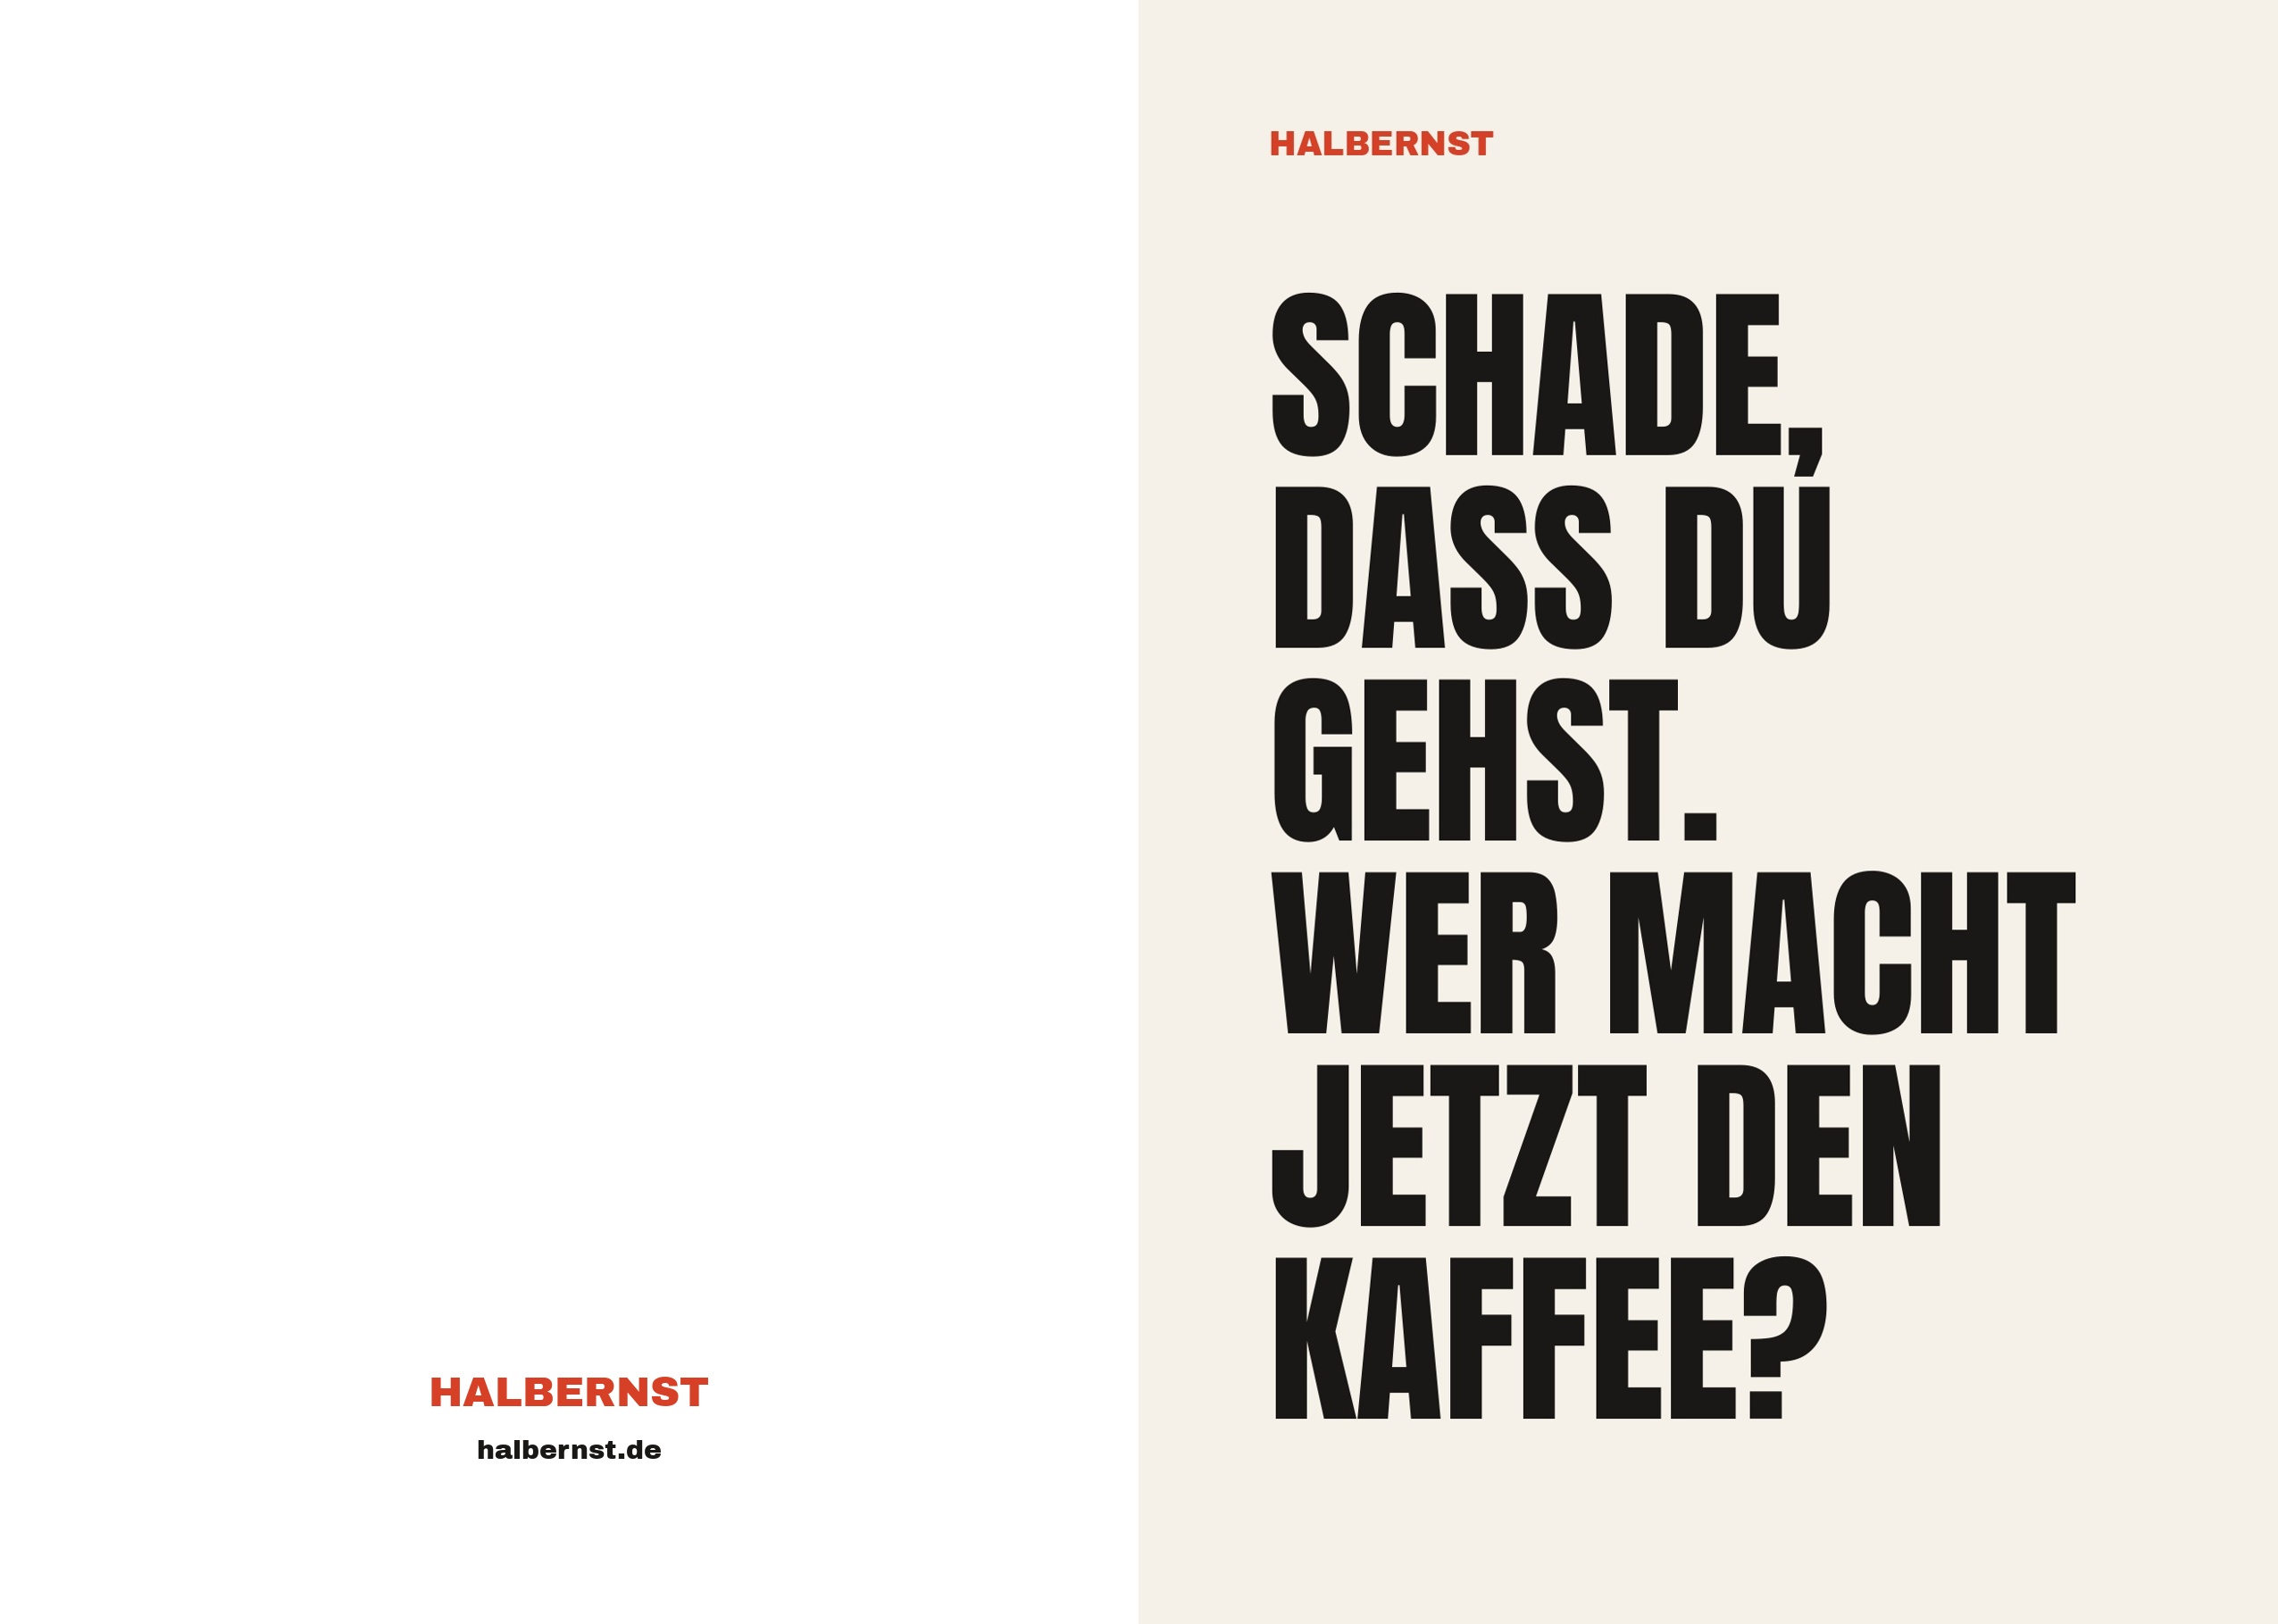 HALBERNST
halbernst.de
HALBERNST
SCHADE,
DASS DU
GEHST.
WER MACHT
JETZT DEN
KAFFEE?